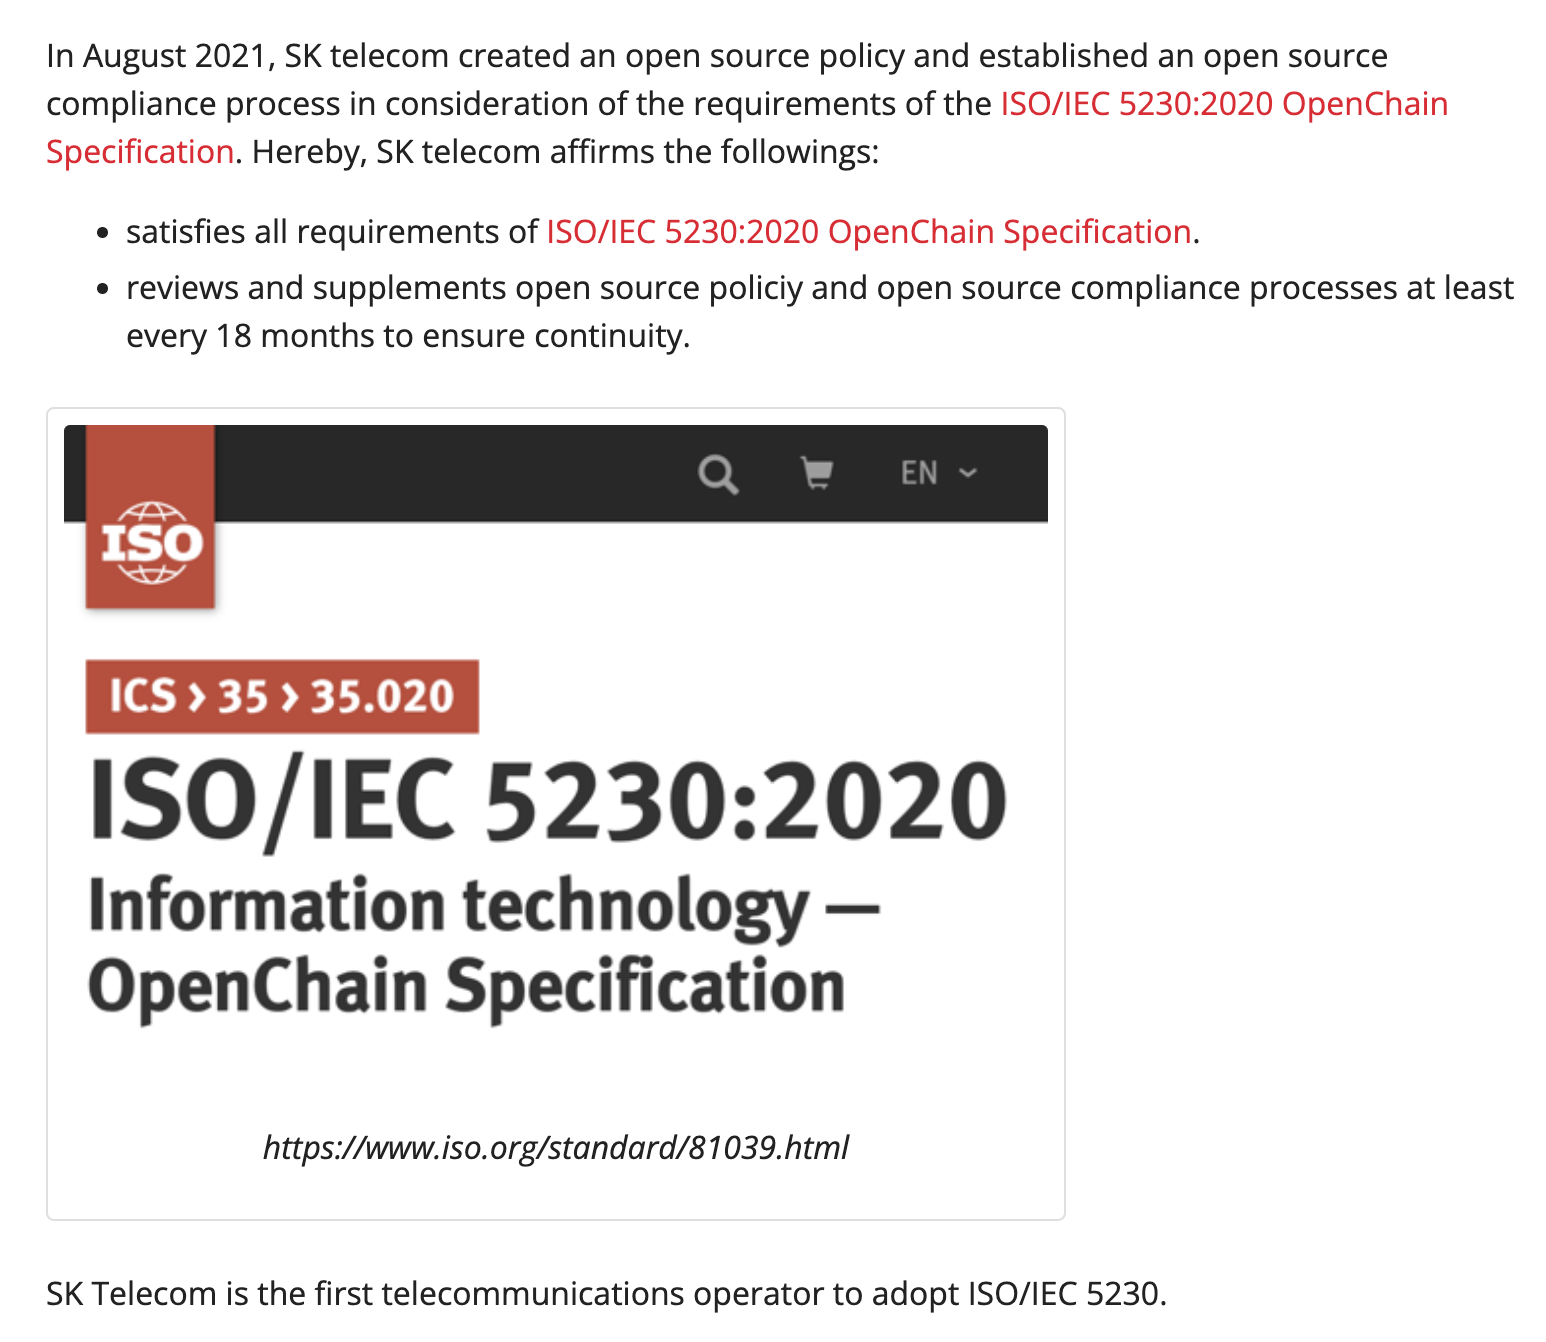 In August 2021, SK telecom created an open source policy and established an open source
compliance process in consideration of the requirements of the ISO/IEC 5230:2020 OpenChain
Specification. Hereby, SK telecom affirms the followings:
• satisfies all requirements of ISO/IEC 5230:2020 OpenChain Specification.
• reviews and supplements open source policiy and open source compliance processes at least
every 18 months to ensure continuity.
EN
ISO
ICS › 35 › 35.020
ISO/IEC 5230:2020
Information technology —
OpenChain Specification
https://www.iso.org/standard/81039.html
SK Telecom is the first telecommunications operator to adopt ISO/IEC 5230.